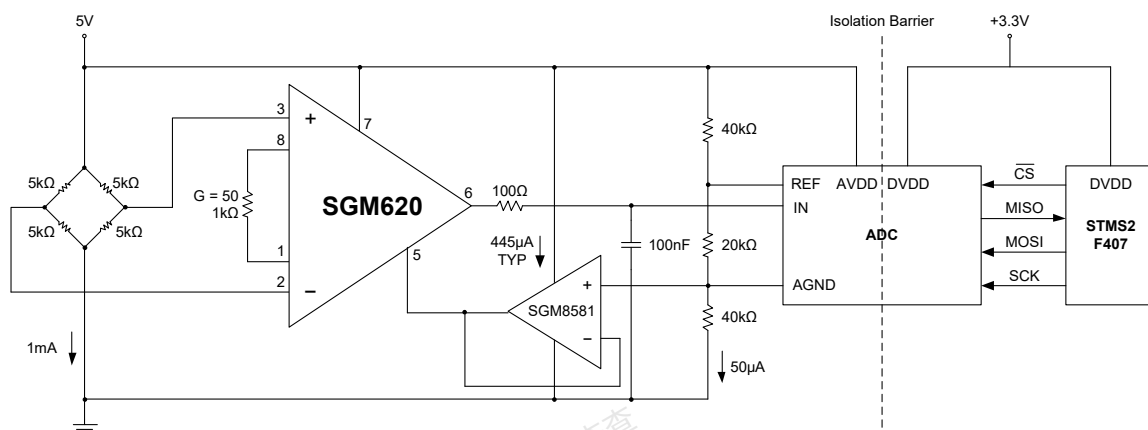 5V
Isolation Barrier
+3.3V
3
+
7
8
40kΩ
5kΩ
5kΩ
5kΩ
5kΩ
G = 50
1kΩ
SGM620
6
100Ω
REF
AVDD
DVDD
IN
ADC
AGND
CS
MISO
MOSI
SCK
DVDD
STMS2
F407
1
2
−
5
445μA
TYP
100nF
20kΩ
+
SGM8581
−
40kΩ
1mA
50μA